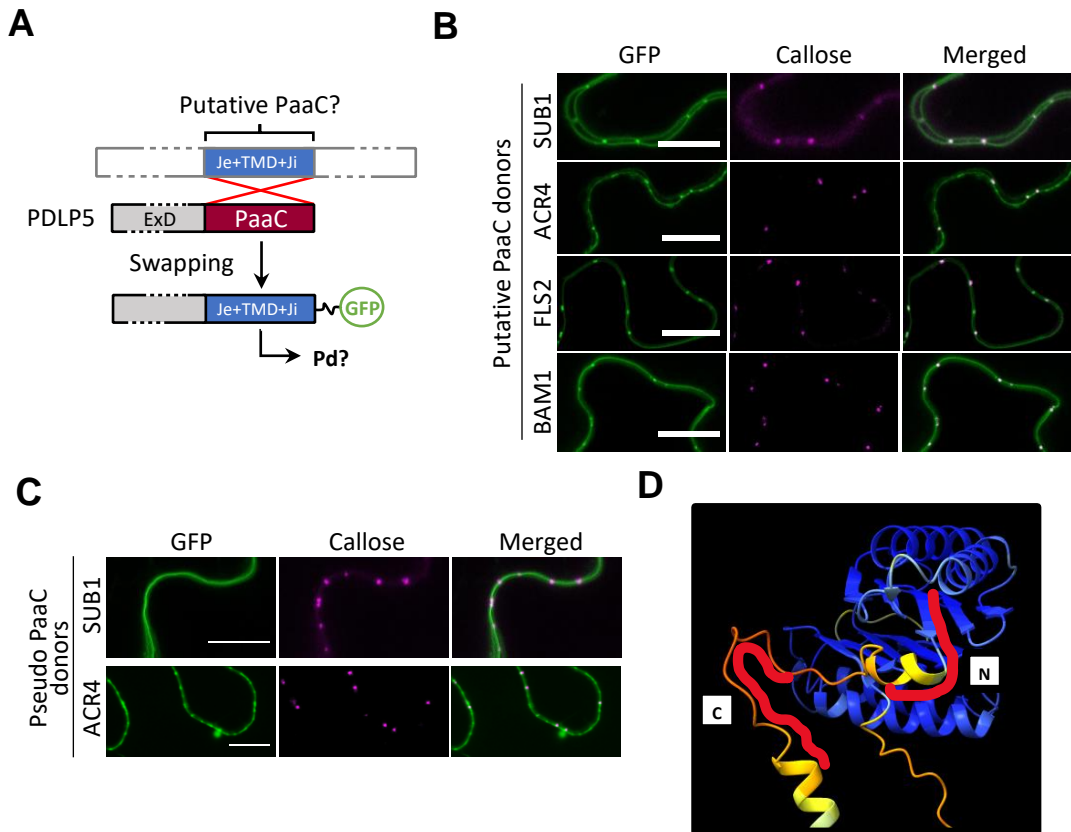 A
Putative PaaC?
Je+TMD+Ji
PDLP5
ExD
PaaC
Swapping
Je+TMD+Ji
GFP
Pd?
B
GFP
Callose
Merged
Putative PaaC donors
SUB1
ACR4
FLS2
BAM1
C
GFP
Callose
Merged
Pseudo PaaC
donors
SUB1
ACR4
D
N
C